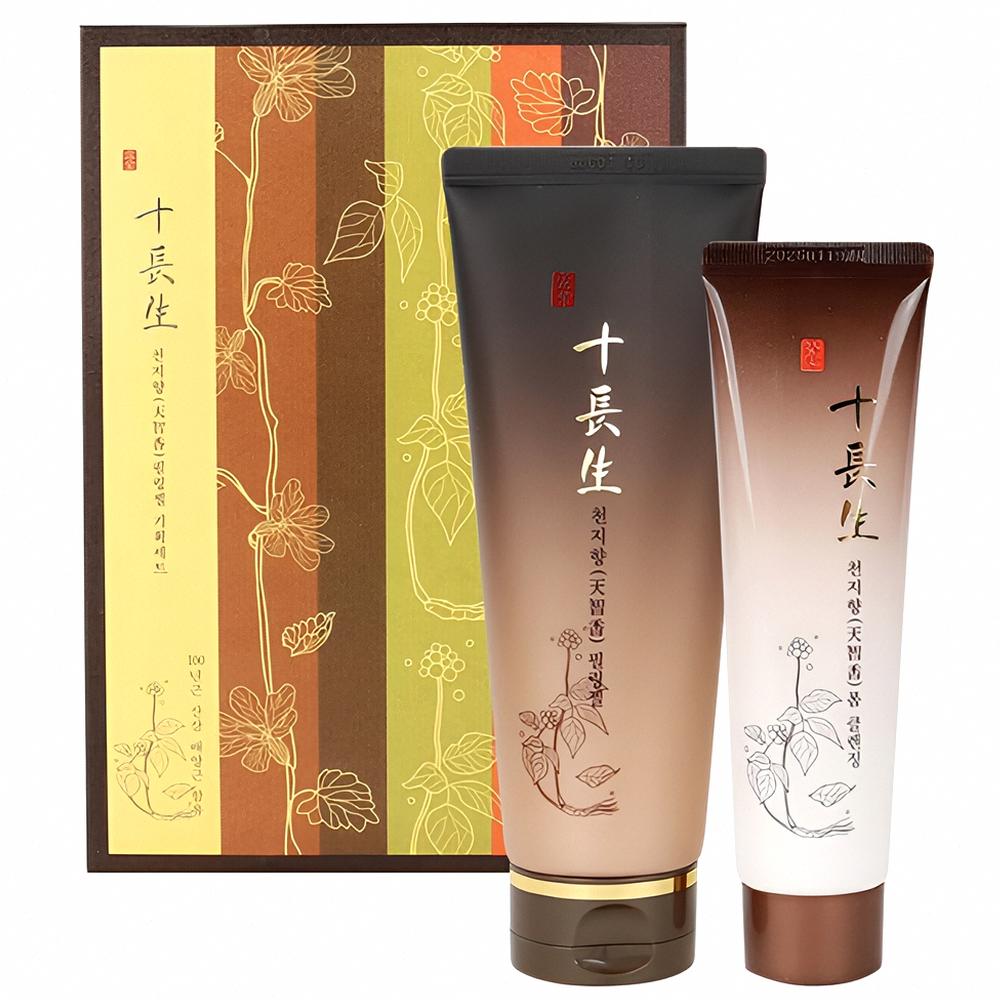 十長生
천지향(天智香)필링젤 기획세트
十長生
천지향(天智香) 필링젤
十長生
천지향(天智香) 폼 클렌징